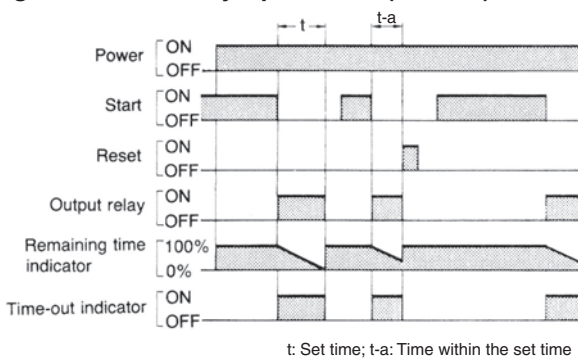 t
t-a
Power
ON
OFF
Start
ON
OFF
Reset
ON
OFF
Output relay
ON
OFF
Remaining time
indicator
100%
0%
Time-out indicator
ON
OFF
t: Set time; t-a: Time within the set time